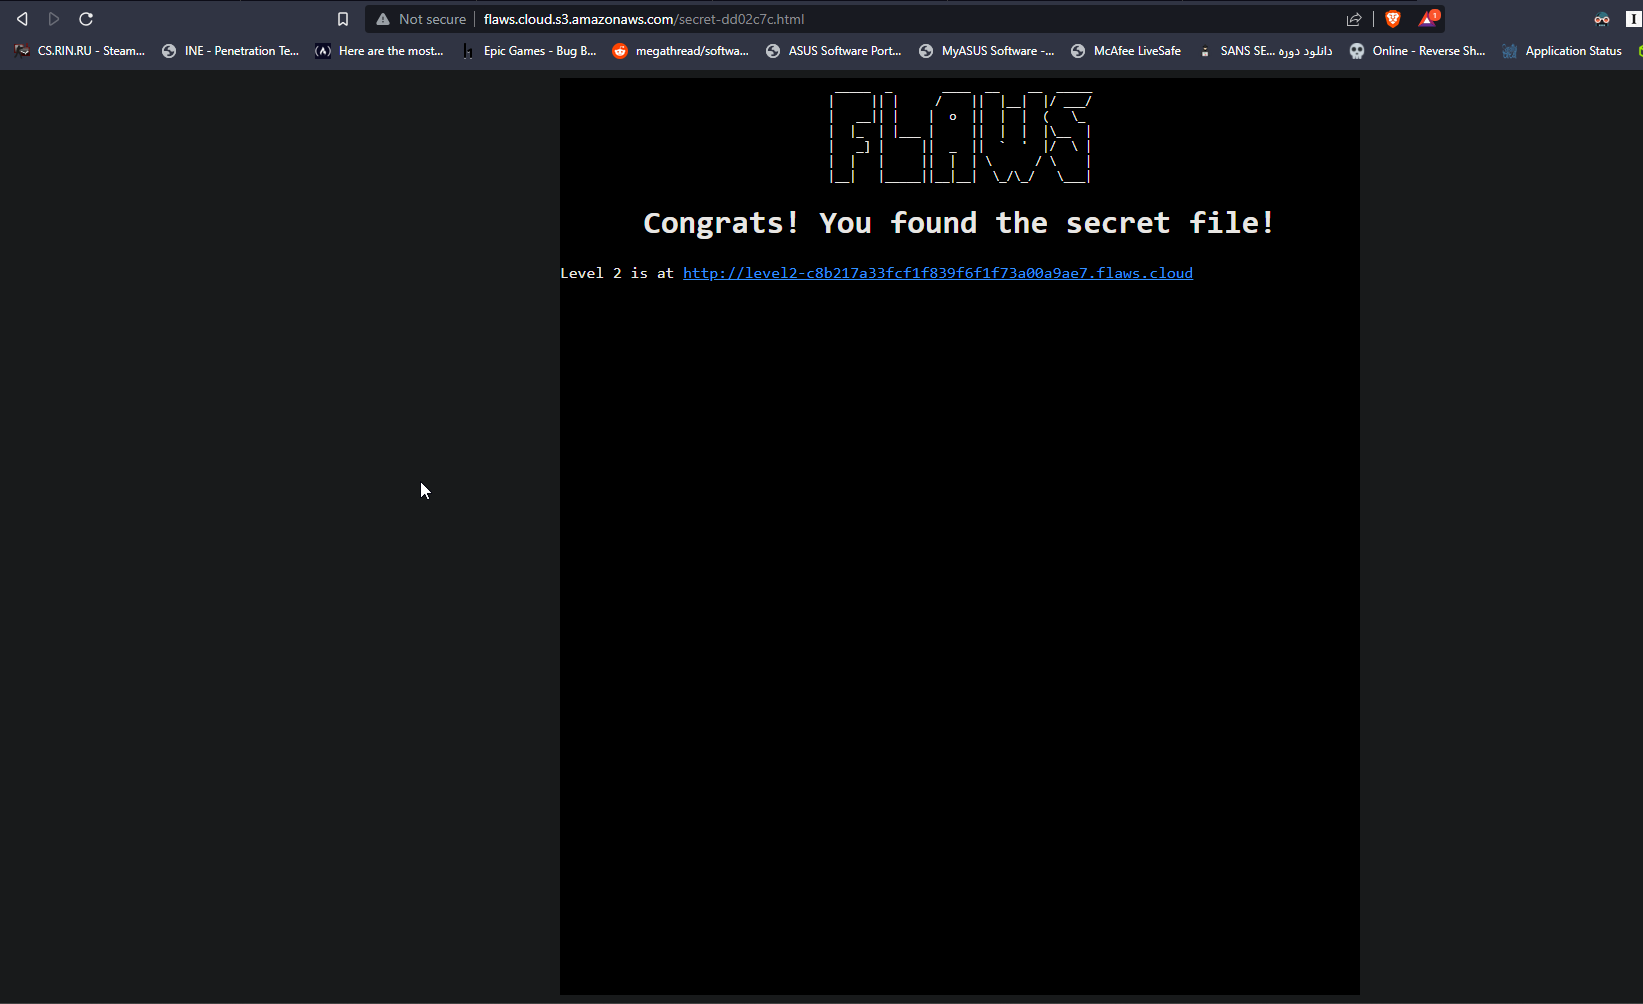 Not secure flaws.cloud.s3.amazonaws.com/secret-dd02c7c.html 1 I
CS.RIN.RU - Steam... INE - Penetration Te... Here are the most... Epic Games - Bug B... megathread/softwa... ASUS Software Port... MyASUS Software -... McAfee LiveSafe SANS SE... دانلود دوره Online - Reverse Sh... Application Status
FLAWS
Congrats! You found the secret file!
Level 2 is at http://level2-c8b217a33fcf1f839f6f1f73a00a9ae7.flaws.cloud